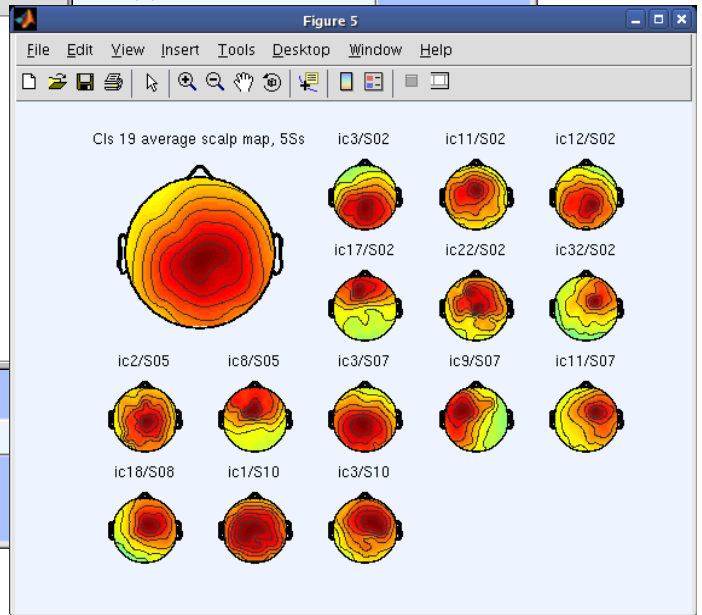 Figure 5
File Edit View Insert Tools Desktop Window Help
Cls 19 average scalp map, 5Ss ic3/S02 ic11/S02 ic12/S02
ic17/S02 ic22/S02 ic32/S02
ic2/S05 ic8/S05 ic3/S07 ic9/S07 ic11/S07
ic18/S08 ic1/S10 ic3/S10